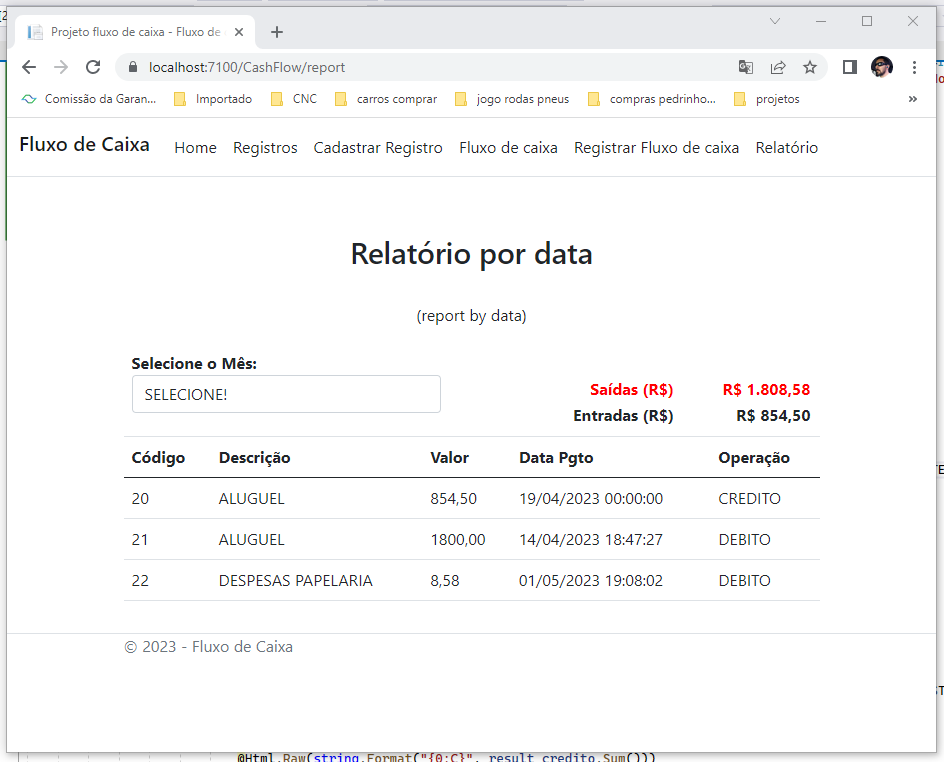 Projeto fluxo de caixa - Fluxo de
localhost:7100/CashFlow/report
Comissão da Garan... Importado CNC carros comprar jogo rodas pneus compras pedrinho... projetos »
Fluxo de Caixa Home Registros Cadastrar Registro Fluxo de caixa Registrar Fluxo de caixa Relatório
Relatório por data
(report by data)
Selecione o Mês:
SELECIONE!
Saídas (R$) R$ 1.808,58
Entradas (R$) R$ 854,50
Código Descrição Valor Data Pgto Operação
20 ALUGUEL 854,50 19/04/2023 00:00:00 CREDITO
21 ALUGUEL 1800,00 14/04/2023 18:47:27 DEBITO
22 DESPESAS PAPELARIA 8,58 01/05/2023 19:08:02 DEBITO
© 2023 - Fluxo de Caixa
@Html.Raw(string.Format("{0:C}", result_credito.Sum()))